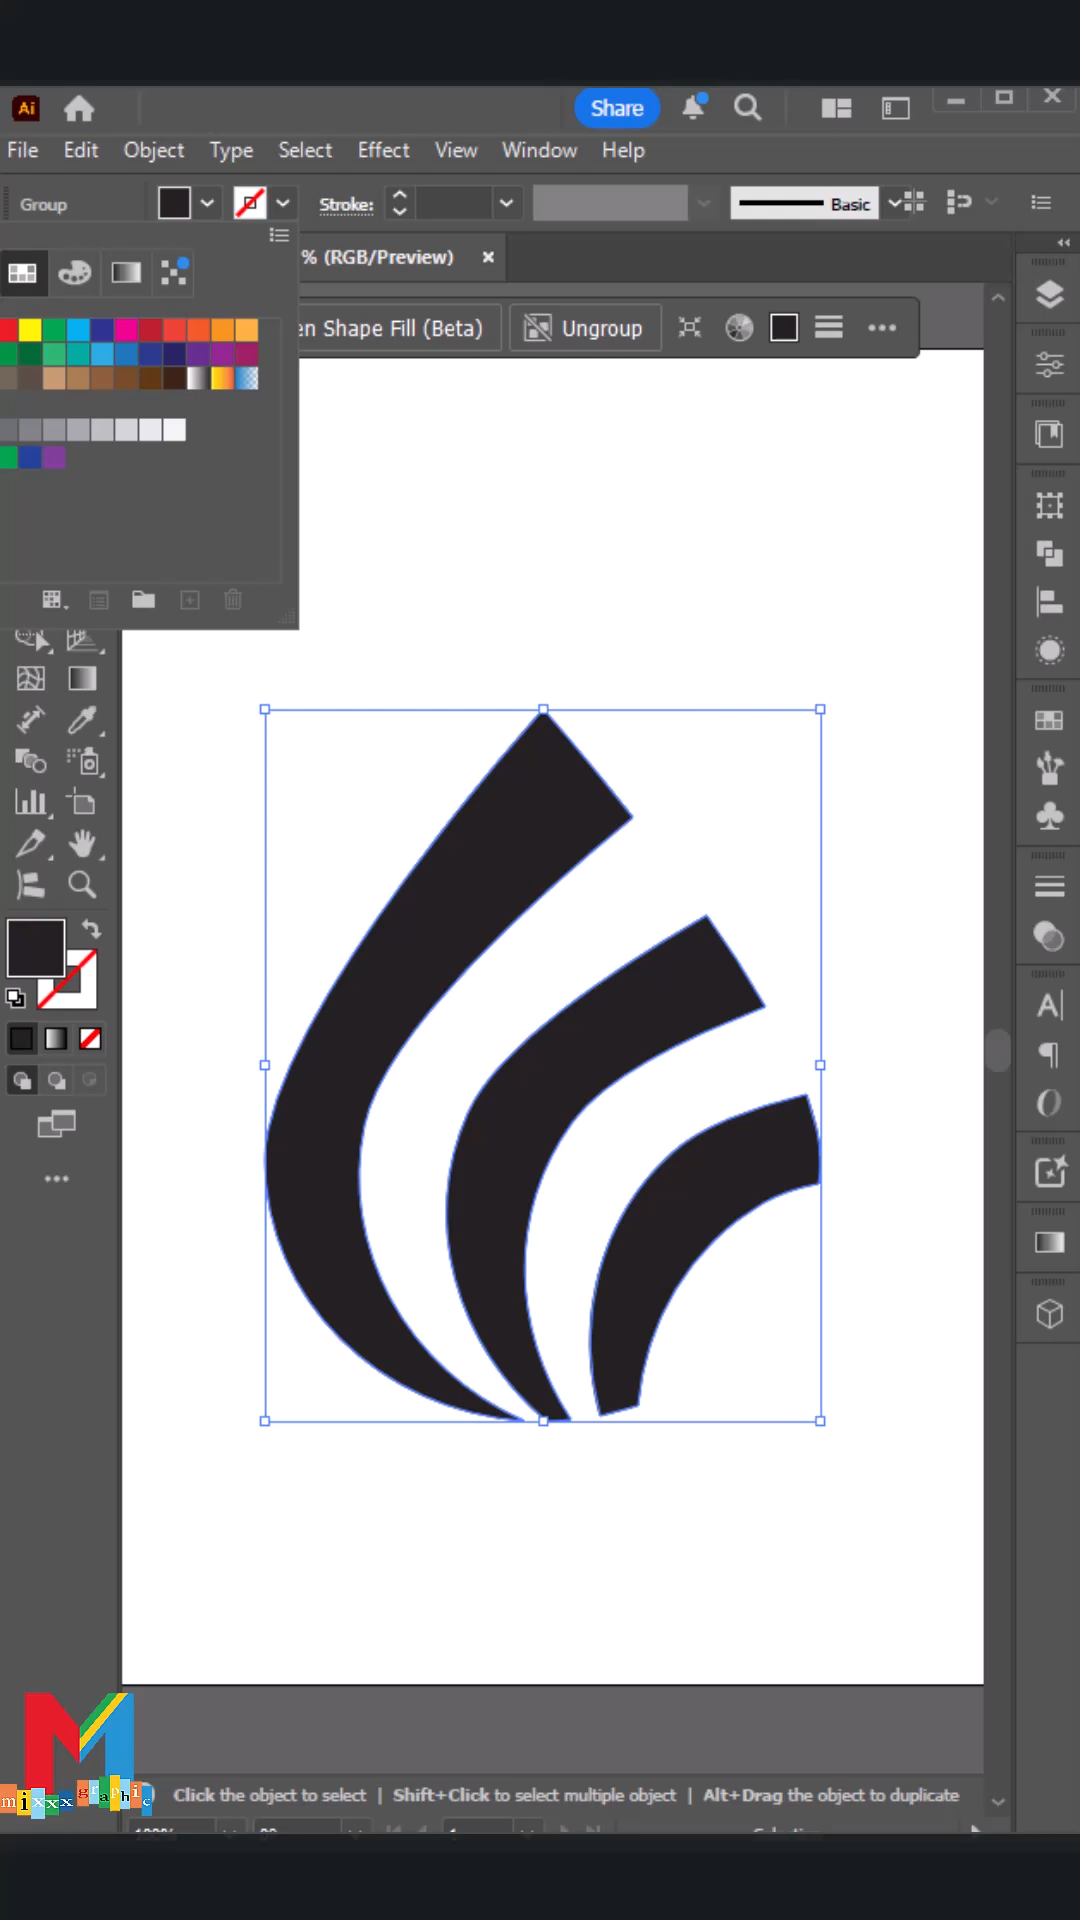 Ai
Share
File Edit Object Type Select Effect View Window Help
Group
Stroke:
Basic
% (RGB/Preview) ×
en Shape Fill (Beta)
Ungroup
A
M
mixxx graphic
Click the object to select | Shift+Click to select multiple object | Alt+Drag the object to duplicate